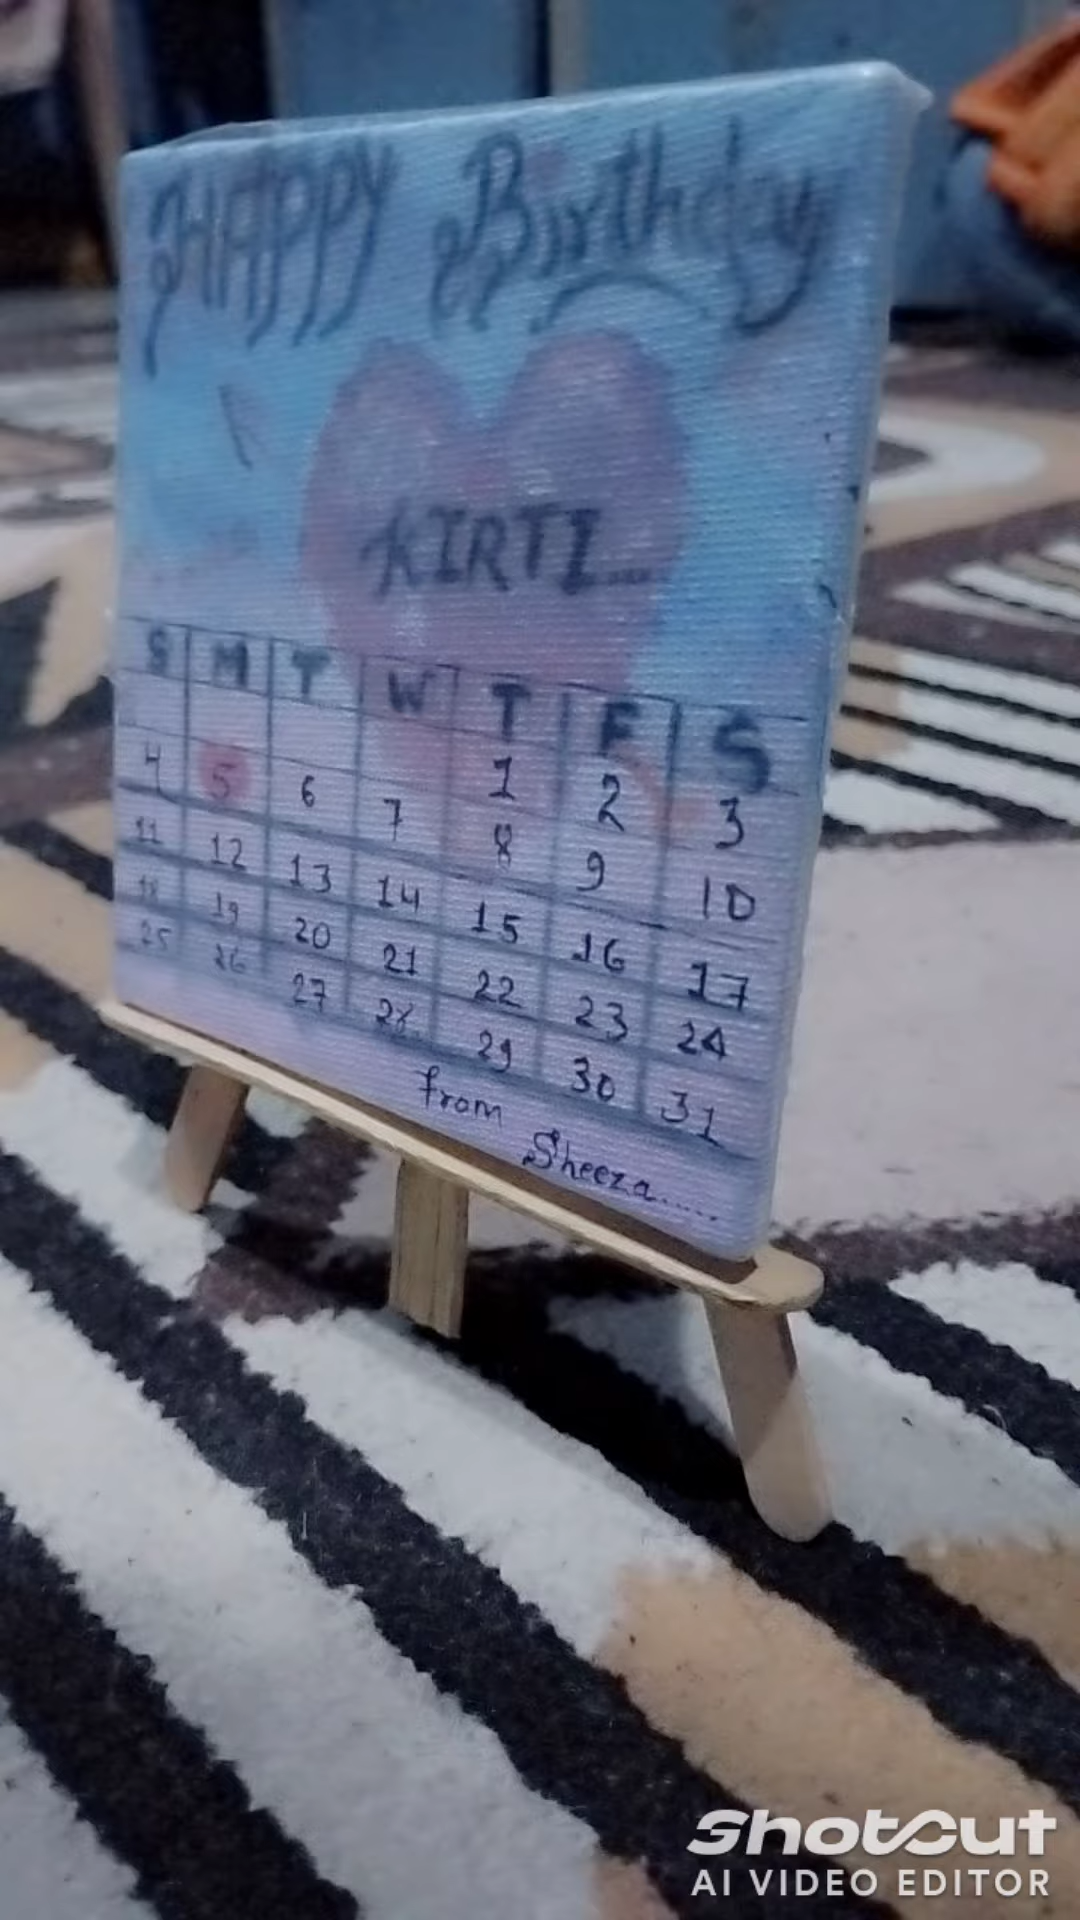 HAPPY Birthday
KIRTI...
S M T W T F S
1 2 3
4 5 6 7 8 9 10
11 12 13 14 15 16 17
18 19 20 21 22 23 24
25 26 27 28 29 30 31
from
Sheeza.....
ShotCut
AI VIDEO EDITOR